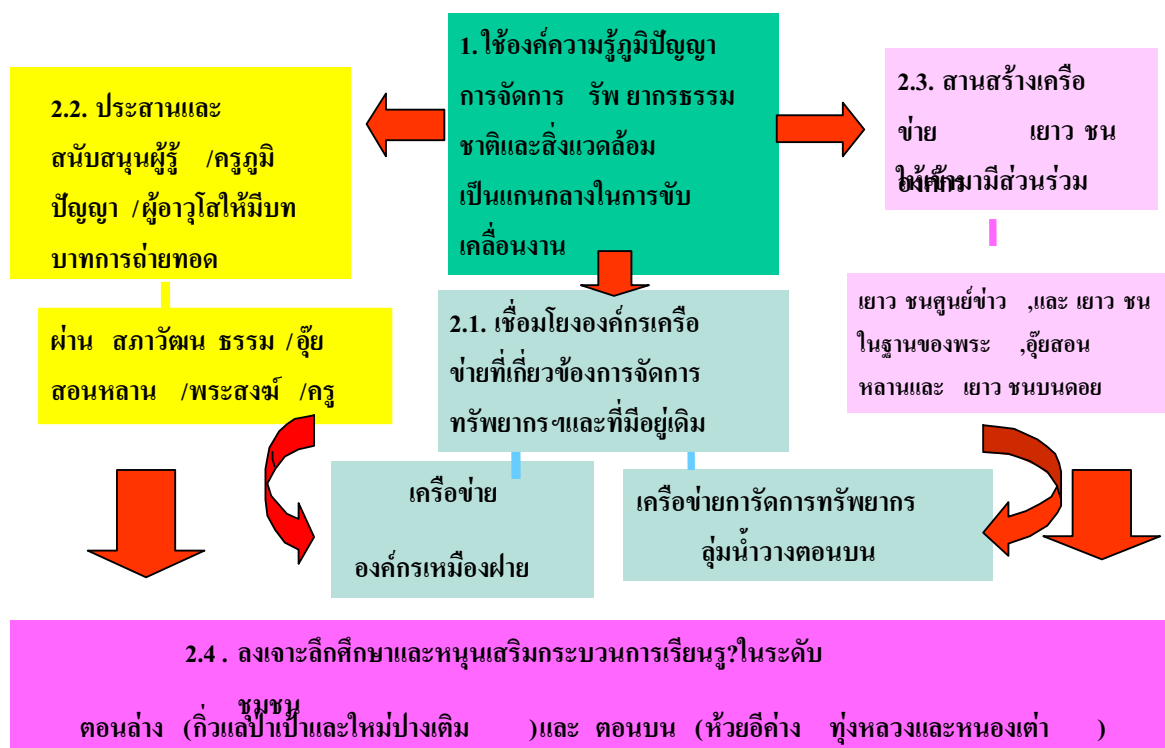 1.ใช้องค์ความรู้ภูมิปัญญา
การจัดการ รัพ ยากรธรรม
ชาติและสิ่งแวดล้อม
เป็นแกนกลางในการขับ
เคลื่อนงาน
2.2. ประสานและ
สนับสนุนผู้รู้ /ครูภูมิ
ปัญญา /ผู้อาวุโสให้มีบท
บาทการถ่ายทอด
ผ่าน สภาวัฒน ธรรม /อุ๊ย
สอนหลาน /พระสงฆ์ /ครู
2.1. เชื่อมโยงองค์กรเครือ
ข่ายที่เกี่ยวข้องการจัดการ
ทรัพยากรฯและที่มีอยู่เดิม
เครือข่าย
องค์กรเหมืองฝาย
เครือข่ายการัดการทรัพยากร
ลุ่มน้ำวางตอนบน
2.3. สานสร้างเครือ
ข่าย เยาว ชน
ให้เข้ามามีส่วนร่วม
เยาว ชนศูนย์ข่าว ,และ เยาว ชน
ในฐานของพระ ,อุ๊ยสอน
หลานและ เยาว ชนบนดอย
2.4 . ลงเจาะลึกศึกษาและหนุนเสริมกระบวนการเรียนรู?ในระดับ
ชุมชน
ตอนล่าง (กิ่วแลป่าเป้าและใหม่ปางเติม )และ ตอนบน (ห้วยอีค่าง ทุ่งหลวงและหนองเต่า )